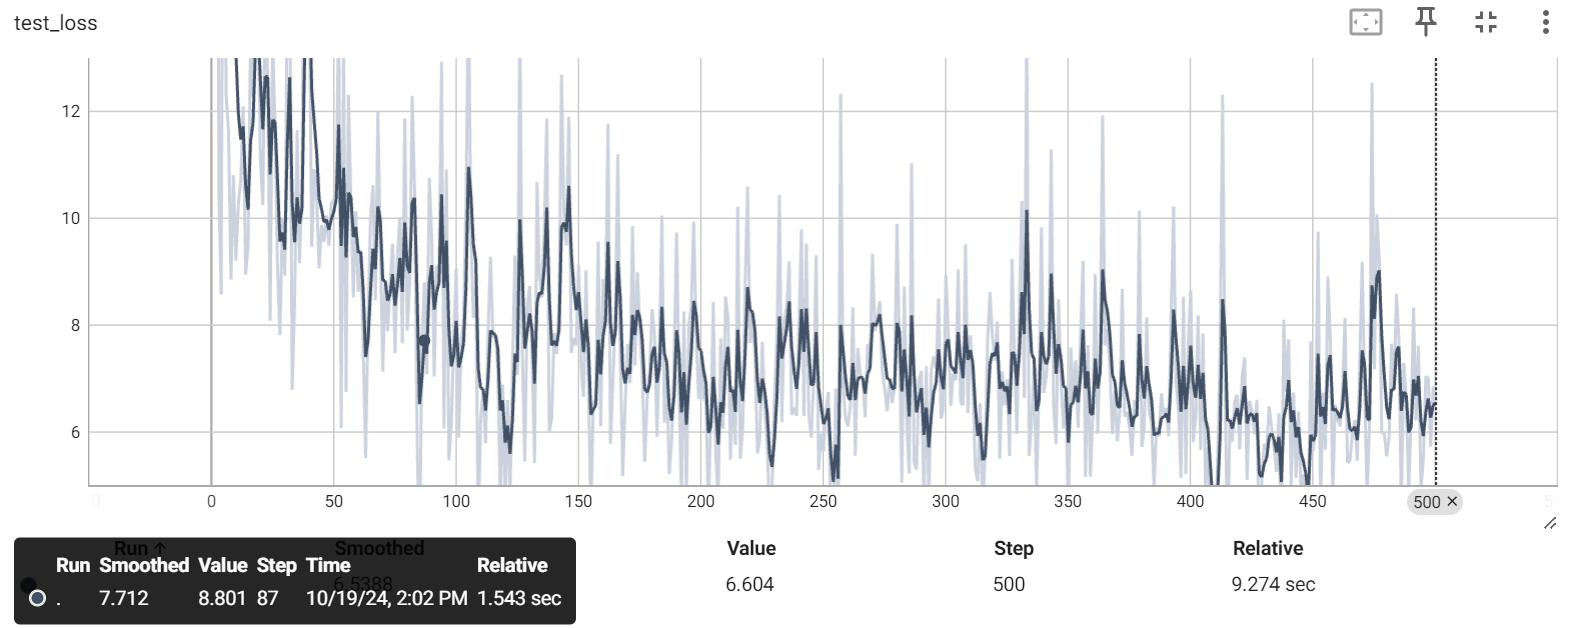 test_loss
12
10
8
6
0 50 100 150 200 250 300 350 400 450 500 ×
Run ↑ Smoothed Value Step Relative
6.5388 6.604 500 9.274 sec
Run Smoothed Value Step Time Relative
. 7.712 8.801 87 10/19/24, 2:02 PM 1.543 sec